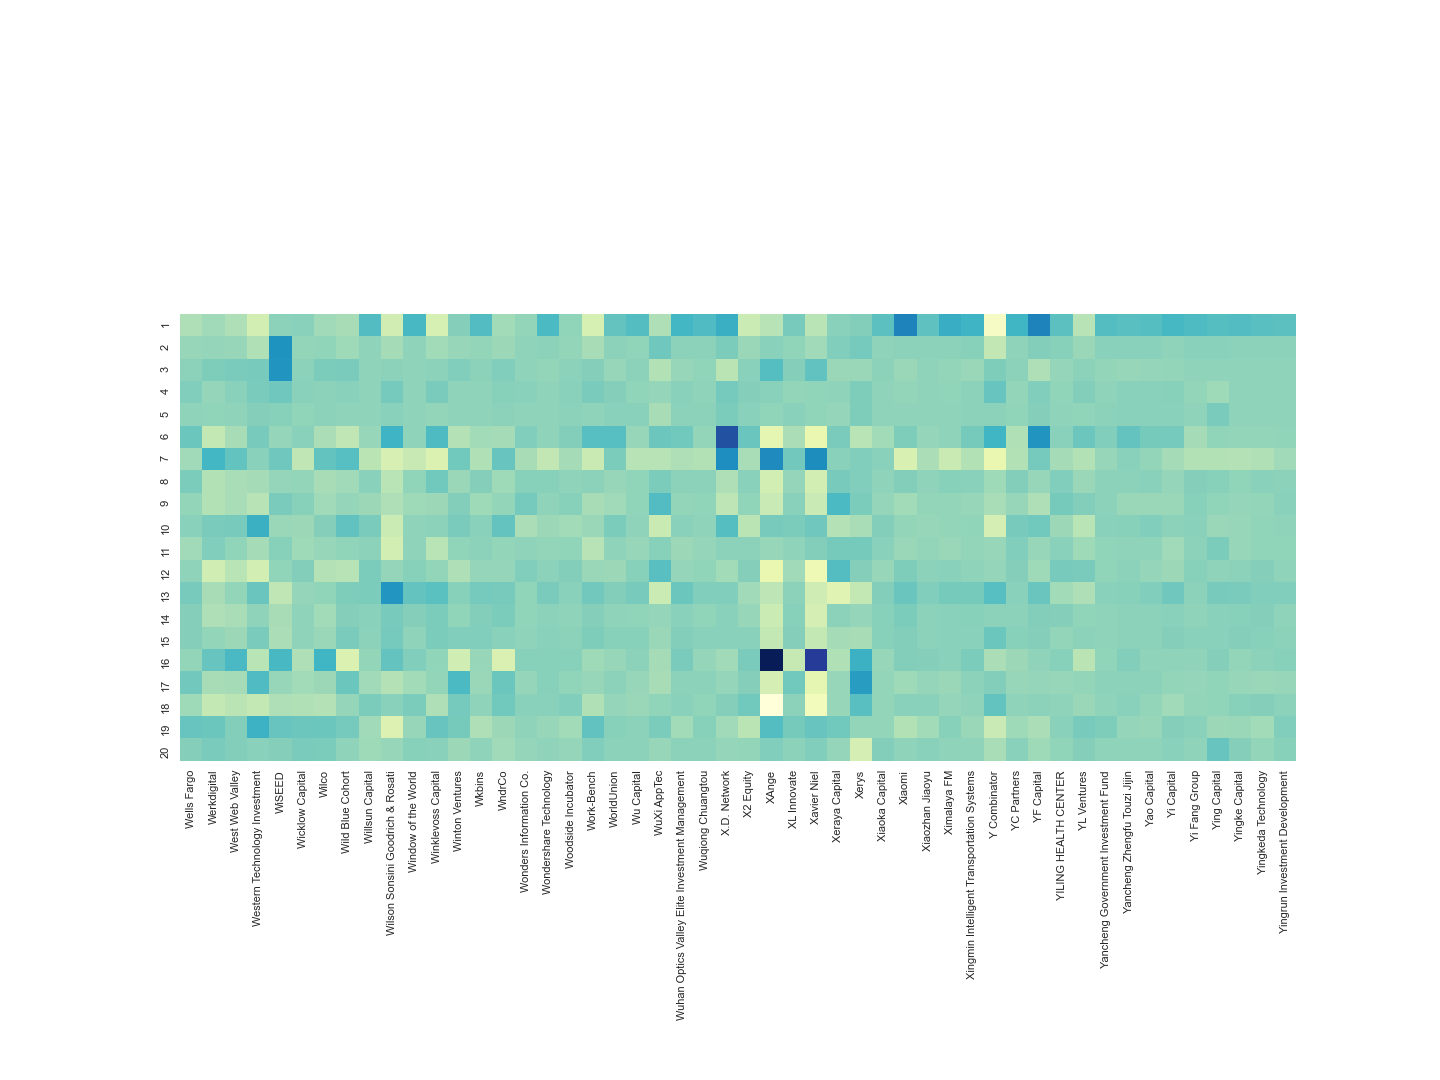 1
2
3
4
5
6
7
8
9
10
11
12
13
14
15
16
17
18
19
20
Wells Fargo
Werkdigital
West Web Valley
Western Technology Investment
WiSEED
Wicklow Capital
Wilco
Wild Blue Cohort
Willsun Capital
Wilson Sonsini Goodrich & Rosati
Window of the World
Winklevoss Capital
Winton Ventures
Wkbins
WndrCo
Wonders Information Co.
Wondershare Technology
Woodside Incubator
Work-Bench
WorldUnion
Wu Capital
WuXi AppTec
Wuhan Optics Valley Elite Investment Management
Wuqiong Chuangtou
X.D. Network
X2 Equity
XAnge
XL Innovate
Xavier Niel
Xeraya Capital
Xerys
Xiaoka Capital
Xiaomi
Xiaozhan Jiaoyu
Ximalaya FM
Xingmin Intelligent Transportation Systems
Y Combinator
YC Partners
YF Capital
YILING HEALTH CENTER
YL Ventures
Yancheng Government Investment Fund
Yancheng Zhengfu Touzi Jijin
Yao Capital
Yi Capital
Yi Fang Group
Ying Capital
Yingke Capital
Yingkeda Technology
Yingrun Investment Development